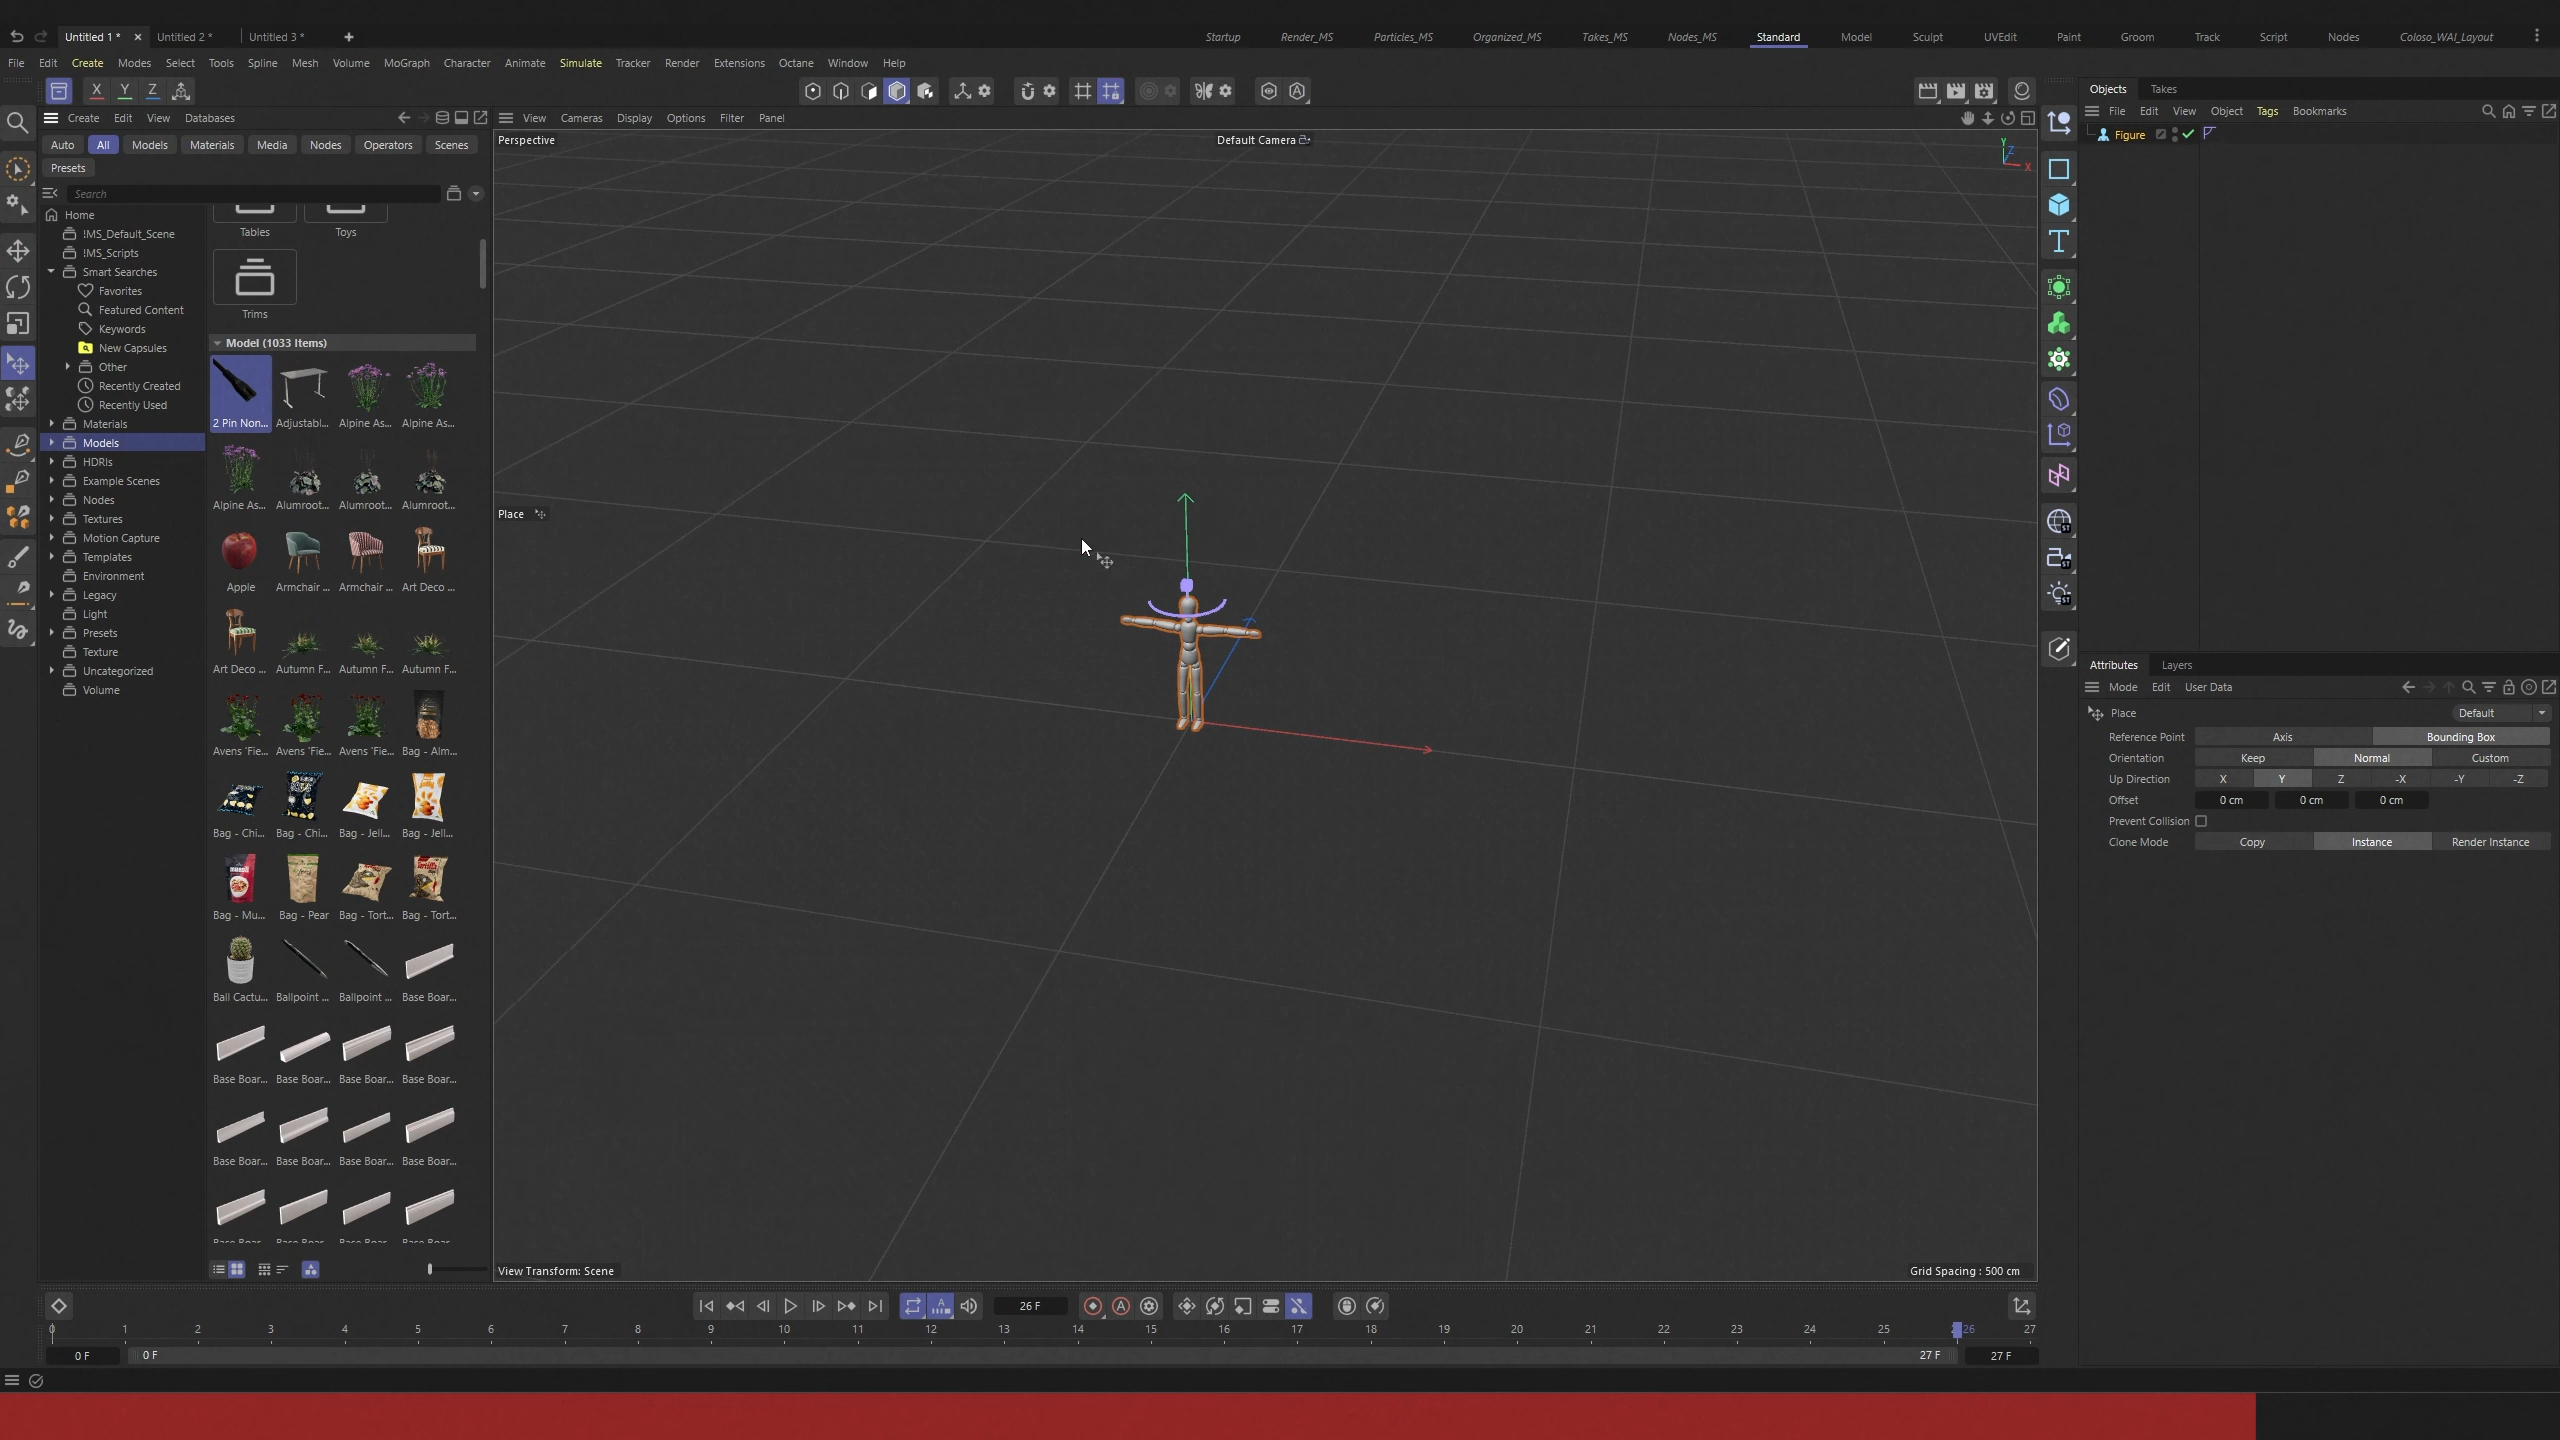 Untitled 1 * Untitled 2 * Untitled 3 * Startup Render_MS Particles_MS Organized_MS Takes_MS Nodes_MS Standard Model Sculpt UVEdit Paint Groom Track Script Nodes Coloso_WAI_Layout
File Edit Create Modes Select Tools Spline Mesh Volume MoGraph Character Animate Simulate Tracker Render Extensions Octane Window Help
X Y Z
Create Edit View Databases
Auto All Models Materials Media Nodes Operators Scenes
Presets
Search
Home
!MS_Default_Scene
!MS_Scripts
Smart Searches
Favorites
Featured Content
Keywords
New Capsules
Other
Recently Created
Recently Used
Materials
Models
HDRIs
Example Scenes
Nodes
Textures
Motion Capture
Templates
Environment
Legacy
Light
Presets
Texture
Uncategorized
Volume
Tables Toys
Trims
Model (1033 Items)
2 Pin Non... Adjustabl... Alpine As... Alpine As...
Alpine As... Alumroot... Alumroot... Alumroot...
Apple Armchair ... Armchair ... Art Deco ...
Art Deco ... Autumn F... Autumn F... Autumn F...
Avens 'Fie... Avens 'Fie... Avens 'Fie... Bag - Alm...
Bag - Chi... Bag - Chi... Bag - Jell... Bag - Jell...
Bag - Mu... Bag - Pear Bag - Tort... Bag - Tort...
Ball Cactu... Ballpoint ... Ballpoint ... Base Boar...
Base Boar... Base Boar... Base Boar... Base Boar...
Base Boar... Base Boar... Base Boar... Base Boar...
Base Boar... Base Boar... Base Boar... Base Boar...
View Cameras Display Options Filter Panel
Perspective Default Camera
Y Z X
Place
View Transform: Scene Grid Spacing : 500 cm
Objects Takes
File Edit View Object Tags Bookmarks
Figure
Attributes Layers
Mode Edit User Data
Place Default
Reference Point Axis Bounding Box
Orientation Keep Normal Custom
Up Direction X Y Z -X -Y -Z
Offset 0 cm 0 cm 0 cm
Prevent Collision
Clone Mode Copy Instance Render Instance
26 F
0 1 2 3 4 5 6 7 8 9 10 11 12 13 14 15 16 17 18 19 20 21 22 23 24 25 26 27
0 F 0 F 27 F 27 F